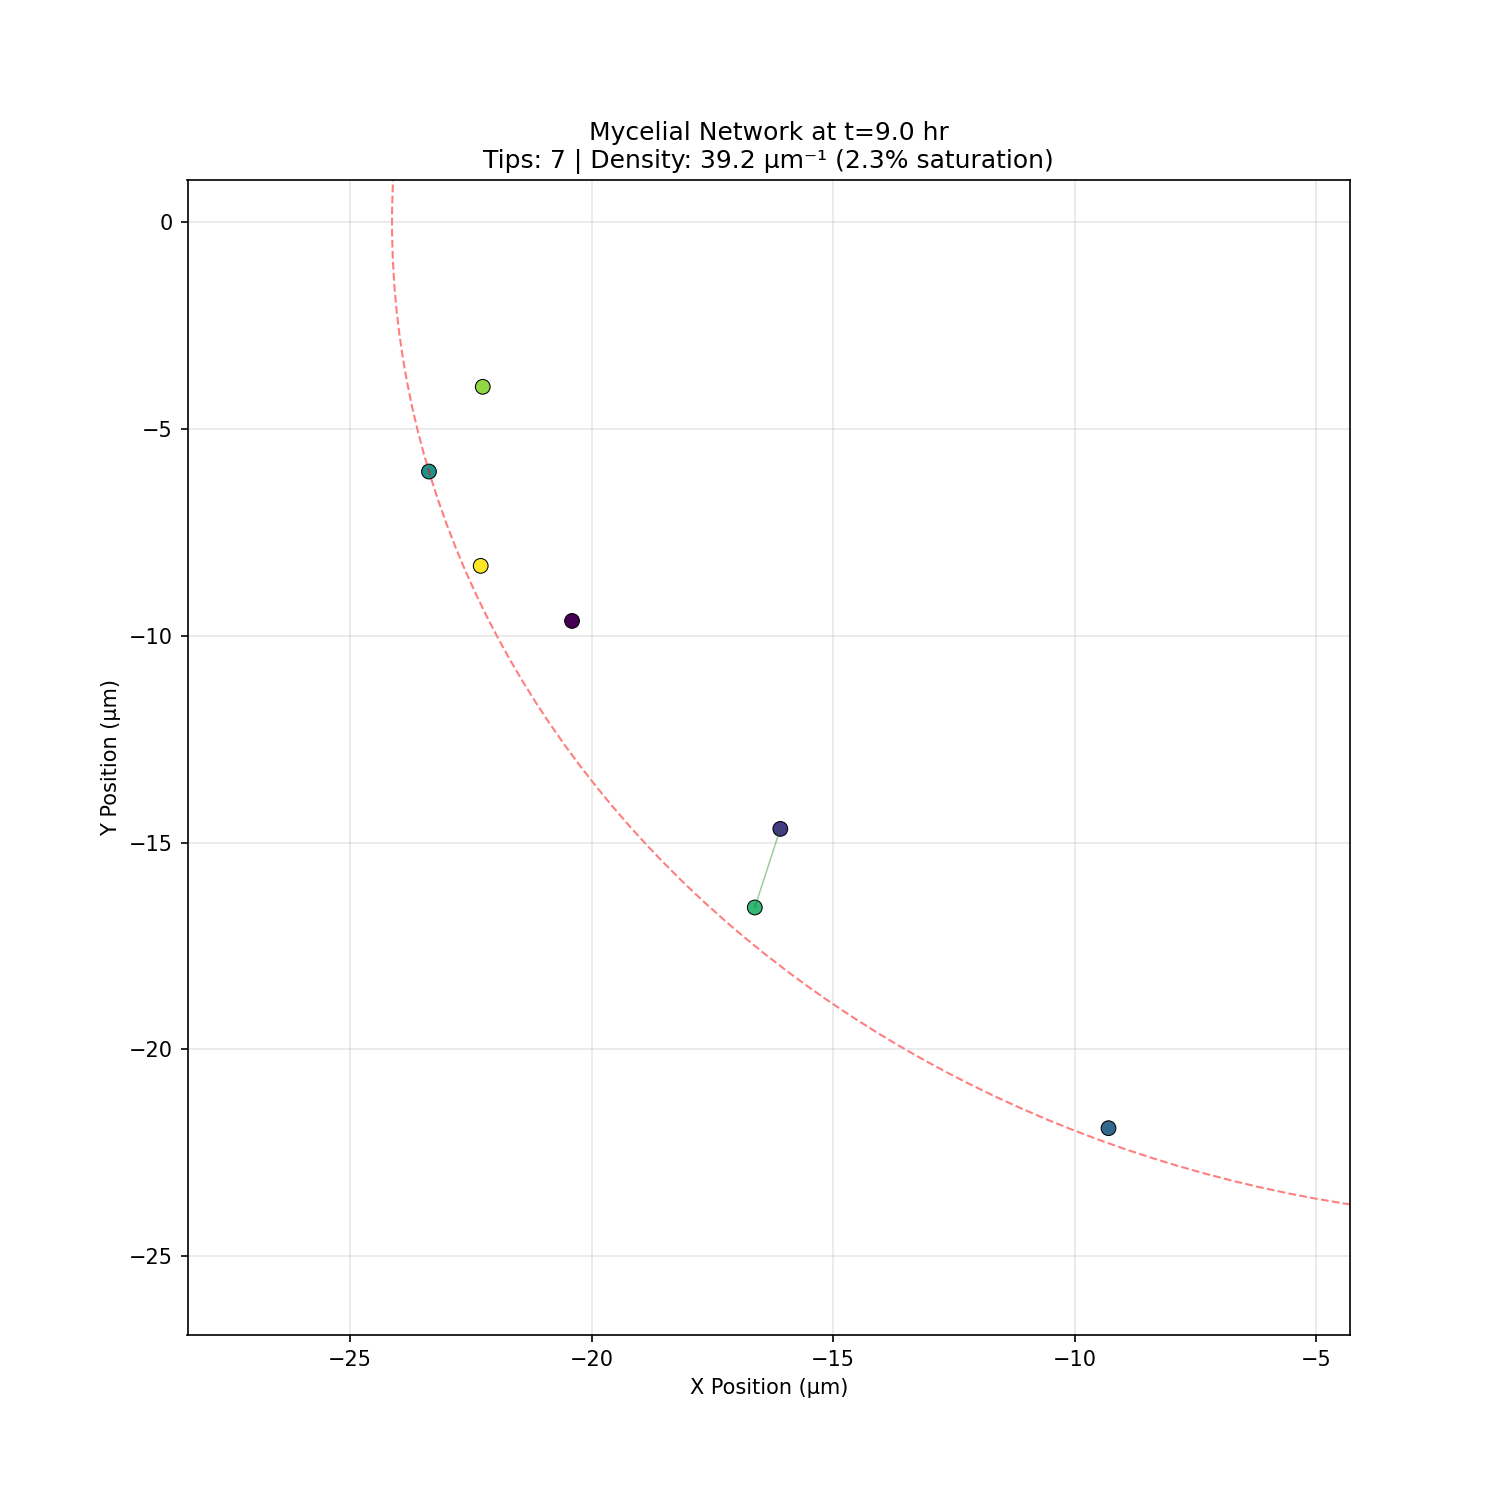 Mycelial Network at t=9.0 hr
Tips: 7 | Density: 39.2 μm⁻¹ (2.3% saturation)
Y Position (μm)
0
−5
−10
−15
−20
−25
−25
−20
−15
−10
−5
X Position (μm)